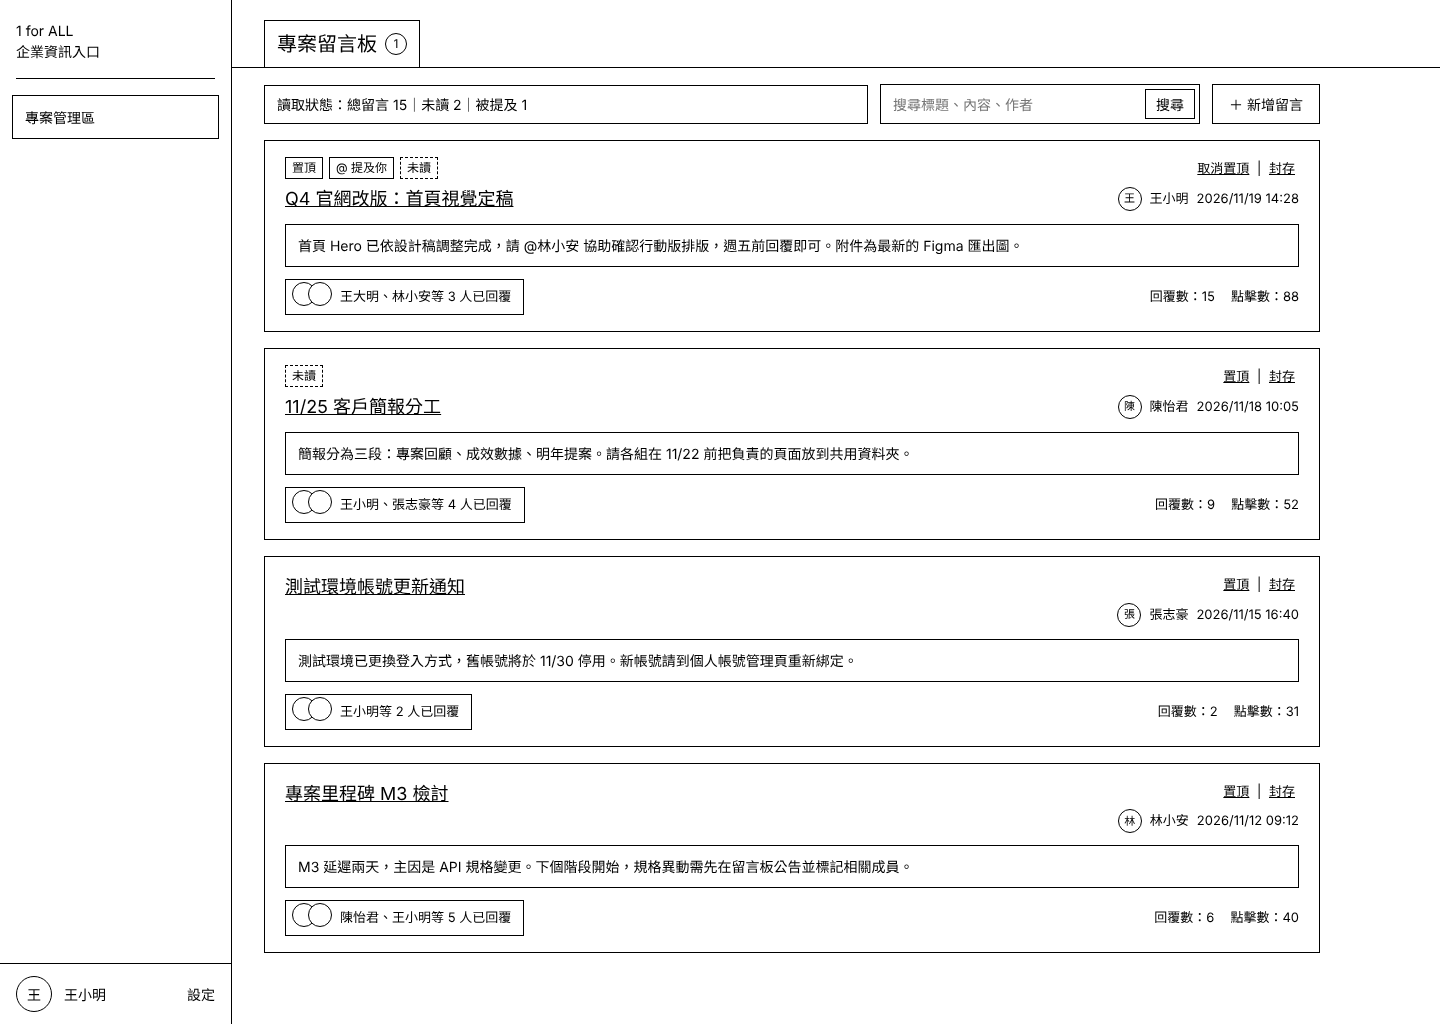 1 for ALL
企業資訊入口
專案管理區
專案留言板 1
讀取狀態：總留言 15｜未讀 2｜被提及 1
搜尋標題、內容、作者 搜尋
＋ 新增留言
置頂 @ 提及你 未讀 取消置頂 | 封存
Q4 官網改版：首頁視覺定稿 王 王小明 2026/11/19 14:28
首頁 Hero 已依設計稿調整完成，請 @林小安 協助確認行動版排版，週五前回覆即可。附件為最新的 Figma 匯出圖。
王大明、林小安等 3 人已回覆 回覆數：15 點擊數：88
未讀 置頂 | 封存
11/25 客戶簡報分工 陳 陳怡君 2026/11/18 10:05
簡報分為三段：專案回顧、成效數據、明年提案。請各組在 11/22 前把負責的頁面放到共用資料夾。
王小明、張志豪等 4 人已回覆 回覆數：9 點擊數：52
測試環境帳號更新通知 置頂 | 封存
張 張志豪 2026/11/15 16:40
測試環境已更換登入方式，舊帳號將於 11/30 停用。新帳號請到個人帳號管理頁重新綁定。
王小明等 2 人已回覆 回覆數：2 點擊數：31
專案里程碑 M3 檢討 置頂 | 封存
林 林小安 2026/11/12 09:12
M3 延遲兩天，主因是 API 規格變更。下個階段開始，規格異動需先在留言板公告並標記相關成員。
陳怡君、王小明等 5 人已回覆 回覆數：6 點擊數：40
王 王小明 設定